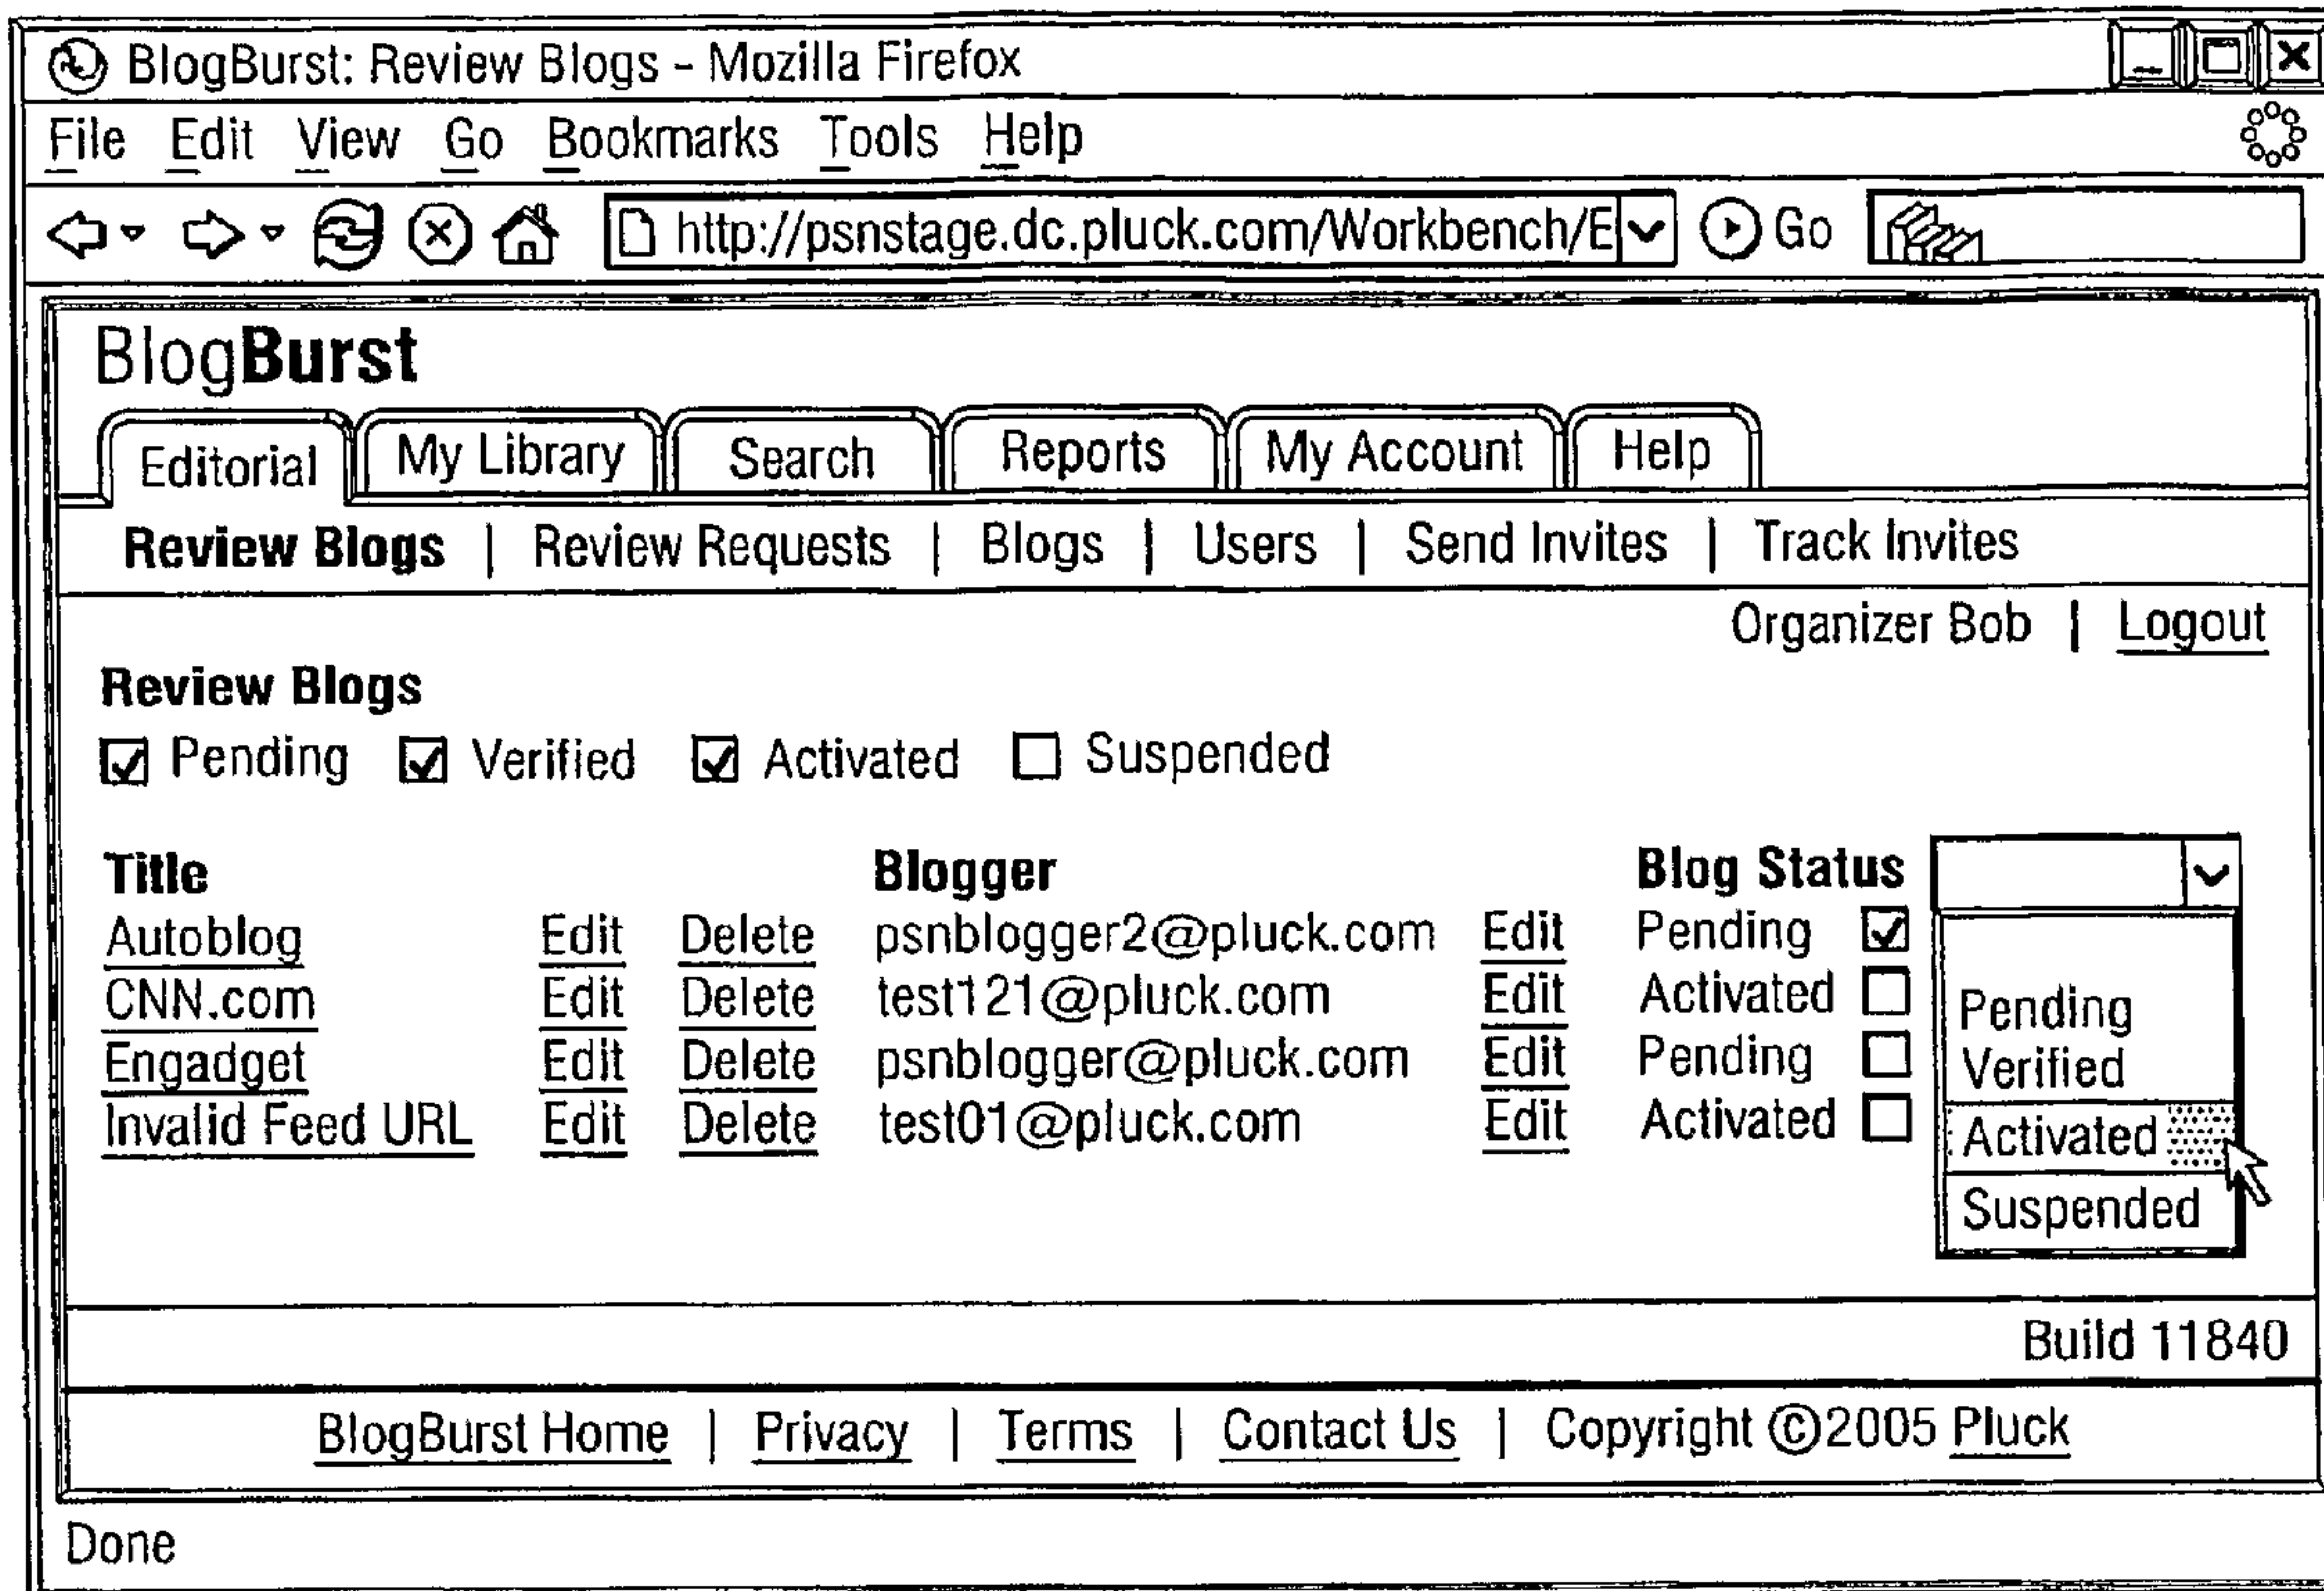 BlogBurst: Review Blogs - Mozilla Firefox
File Edit View Go Bookmarks Tools Help
http://psnstage.dc.pluck.com/Workbench/E Go
BlogBurst
Editorial My Library Search Reports My Account Help
Review Blogs | Review Requests | Blogs | Users | Send Invites | Track Invites
Organizer Bob | Logout
Review Blogs
Pending Verified Activated Suspended
Title Blogger Blog Status
Autoblog Edit Delete psnblogger2@pluck.com Edit Pending
CNN.com Edit Delete test121@pluck.com Edit Activated
Engadget Edit Delete psnblogger@pluck.com Edit Pending
Invalid Feed URL Edit Delete test01@pluck.com Edit Activated
Pending
Verified
Activated
Suspended
Build 11840
BlogBurst Home | Privacy | Terms | Contact Us | Copyright ©2005 Pluck
Done